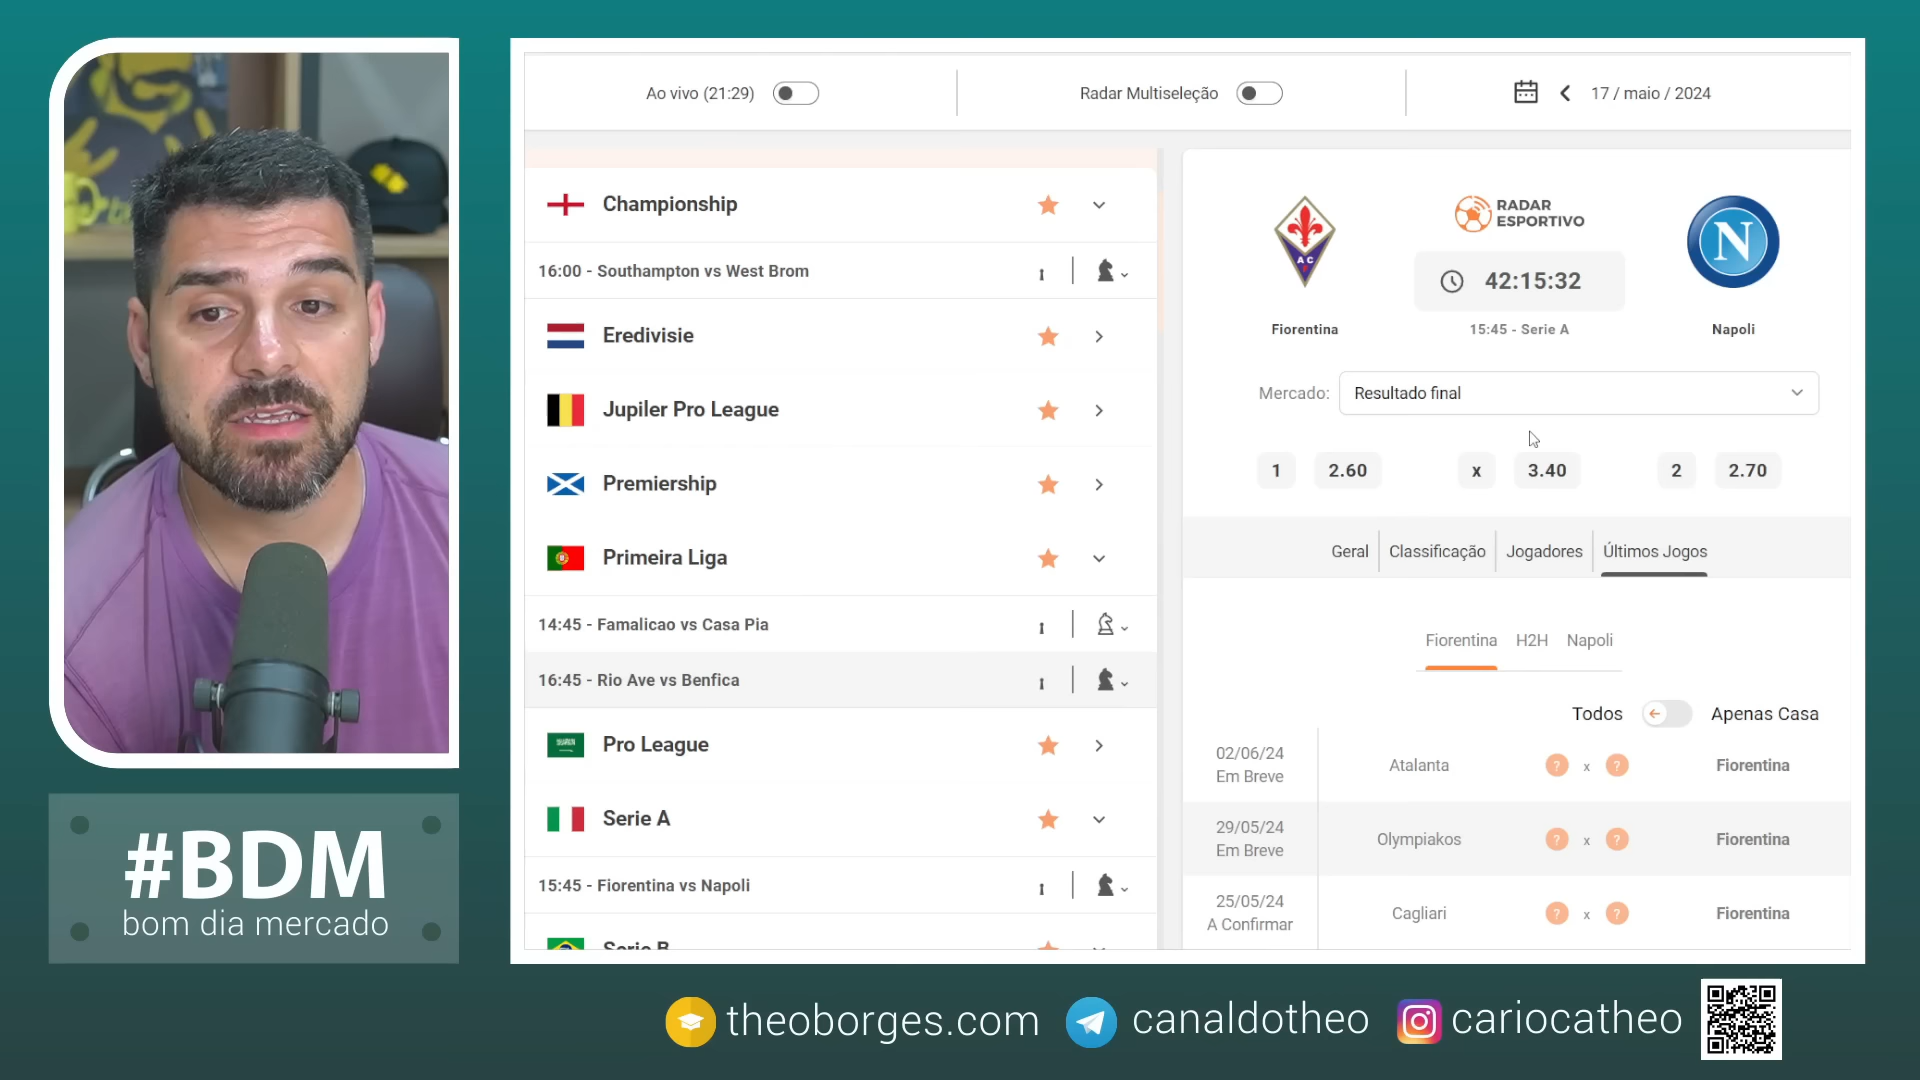 Ao vivo (21:29)
Radar Multiseleção
17 / maio / 2024
Championship
16:00 - Southampton vs West Brom
Eredivisie
Jupiler Pro League
Premiership
Primeira Liga
14:45 - Famalicao vs Casa Pia
16:45 - Rio Ave vs Benfica
Pro League
Serie A
15:45 - Fiorentina vs Napoli
Serie B
RADAR
ESPORTIVO
AC
N
42:15:32
Fiorentina
15:45 - Serie A
Napoli
Mercado:
Resultado final
1 2.60 x 3.40 2 2.70
Geral
Classificação
Jogadores
Últimos Jogos
Fiorentina
H2H
Napoli
Todos
Apenas Casa
02/06/24
Em Breve
Atalanta
? x ?
Fiorentina
29/05/24
Em Breve
Olympiakos
? x ?
Fiorentina
25/05/24
A Confirmar
Cagliari
? x ?
Fiorentina
#BDM
bom dia mercado
theoborges.com
canaldotheo
cariocatheo